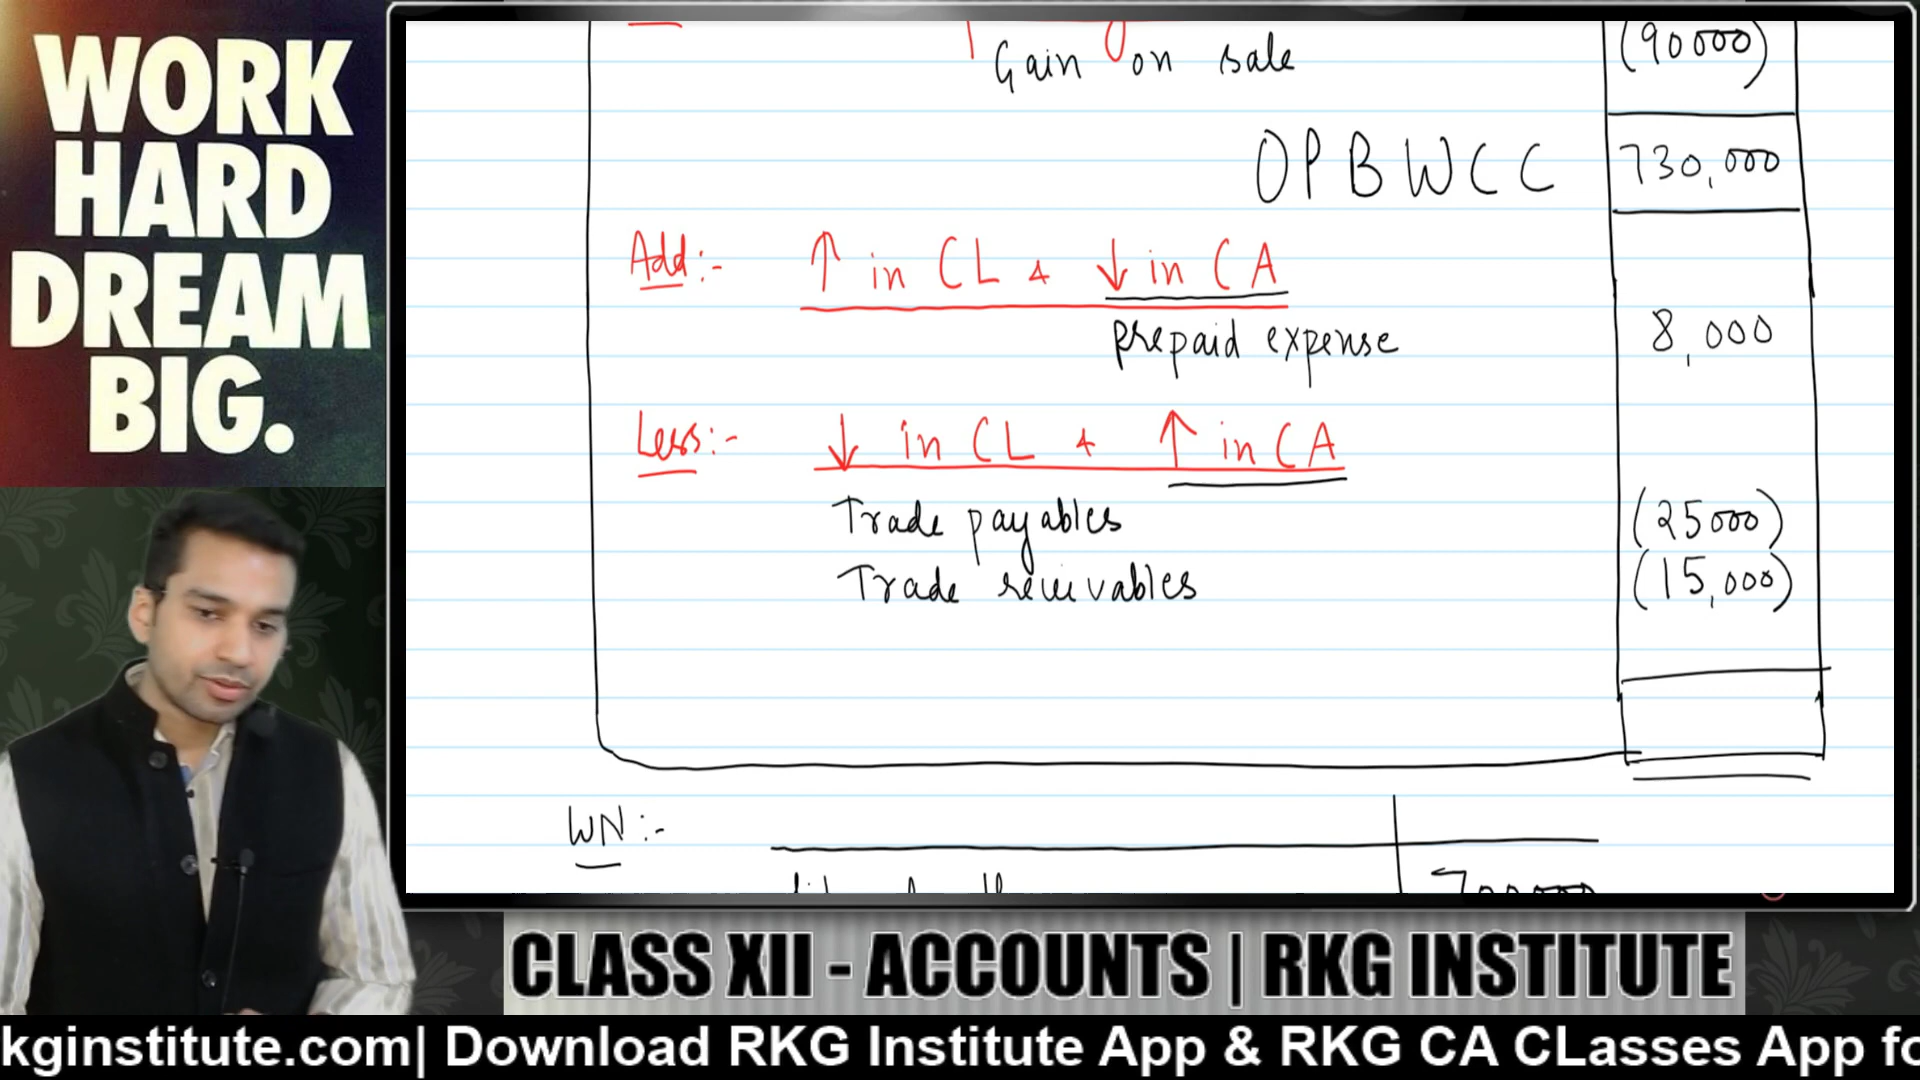 WORK
HARD
DREAM
BIG.
Gain on sale (90000)
OPBWCC 730,000
Add:- ↑ in CL & ↓ in CA
prepaid expense 8,000
Less:- ↓ in CL & ↑ in CA
Trade payables (25000)
Trade receivables (15,000)
WN:-
CLASS XII - ACCOUNTS | RKG INSTITUTE
kginstitute.com| Download RKG Institute App & RKG CA CLasses App fo